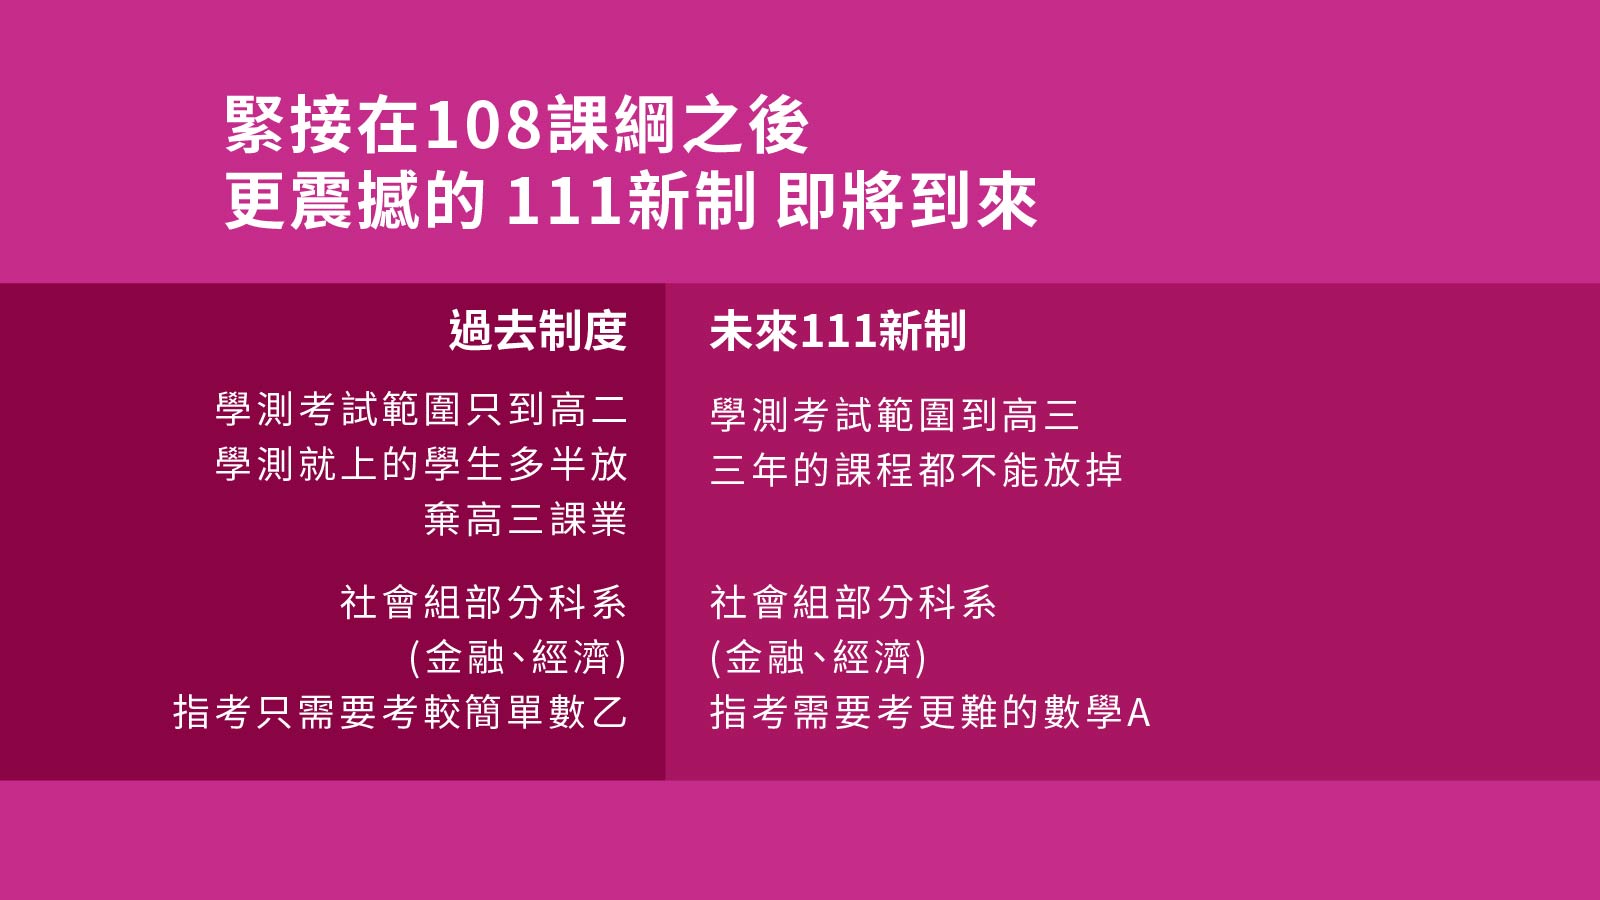 緊接在108課綱之後
更震撼的 111新制 即將到來
過去制度
學測考試範圍只到高二
學測就上的學生多半放
棄高三課業
社會組部分科系
(金融、經濟)
指考只需要考較簡單數乙
未來111新制
學測考試範圍到高三
三年的課程都不能放掉
社會組部分科系
(金融、經濟)
指考需要考更難的數學A